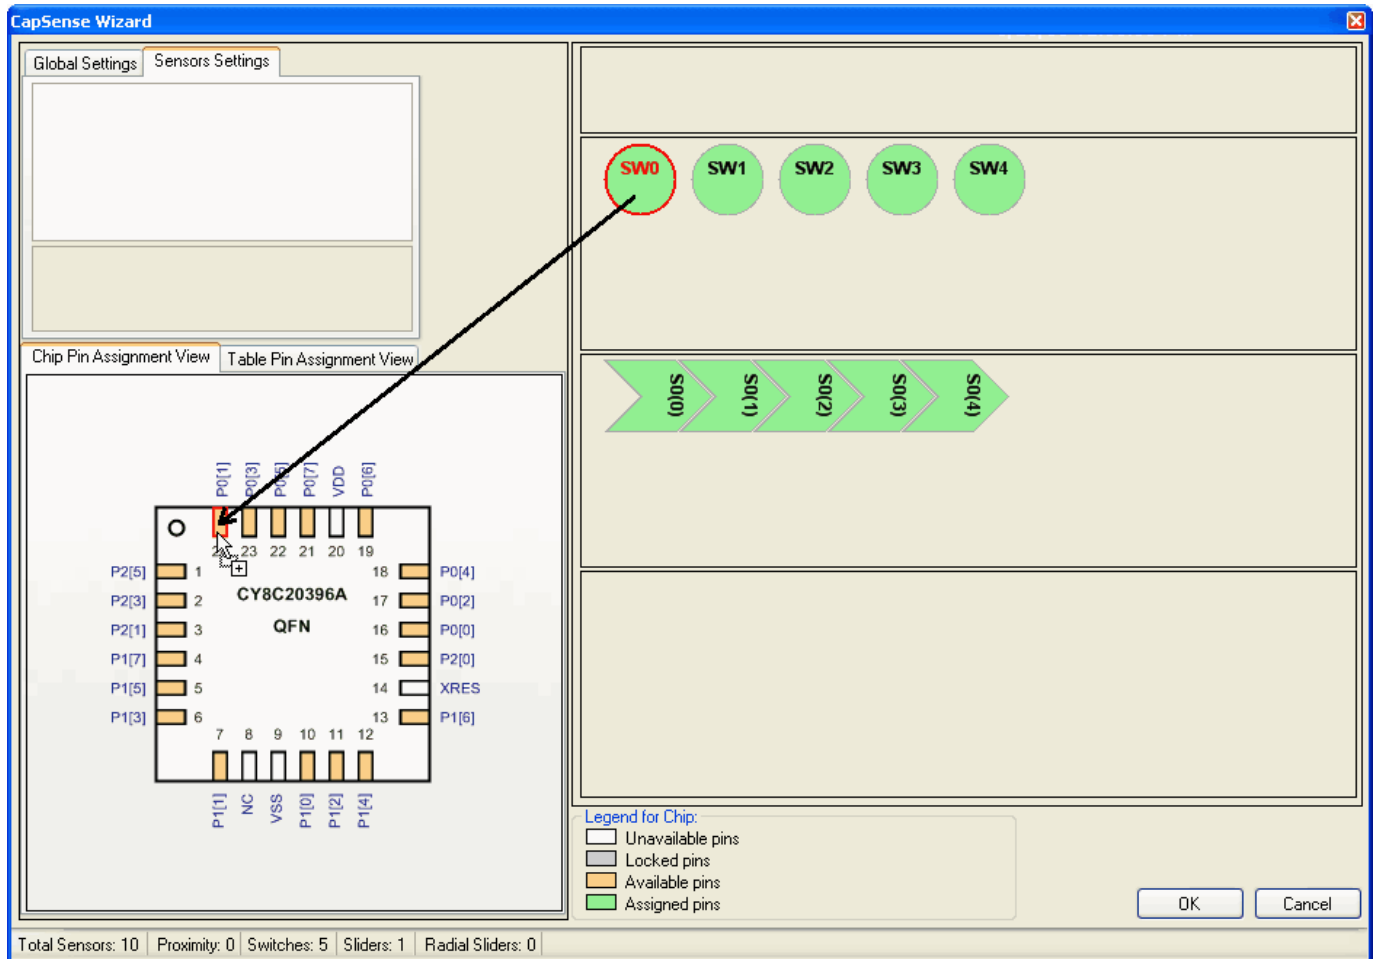 CapSense Wizard
Global Settings
Sensors Settings
SW0
SW1
SW2
SW3
SW4
Chip Pin Assignment View
Table Pin Assignment View
S0(0)
S0(1)
S0(2)
S0(3)
S0(4)
P0[1]
P0[3]
P0[5]
P0[7]
VDD
P0[6]
23
22
21
20
19
P2[5]
1
18
P0[4]
P2[3]
2
CY8C20396A
17
P0[2]
P2[1]
3
QFN
16
P0[0]
P1[7]
4
15
P2[0]
P1[5]
5
14
XRES
P1[3]
6
13
P1[6]
7
8
9
10
11
12
P1[1]
NC
VSS
P1[0]
P1[2]
P1[4]
Legend for Chip:
Unavailable pins
Locked pins
Available pins
Assigned pins
OK
Cancel
Total Sensors: 10
Proximity: 0
Switches: 5
Sliders: 1
Radial Sliders: 0